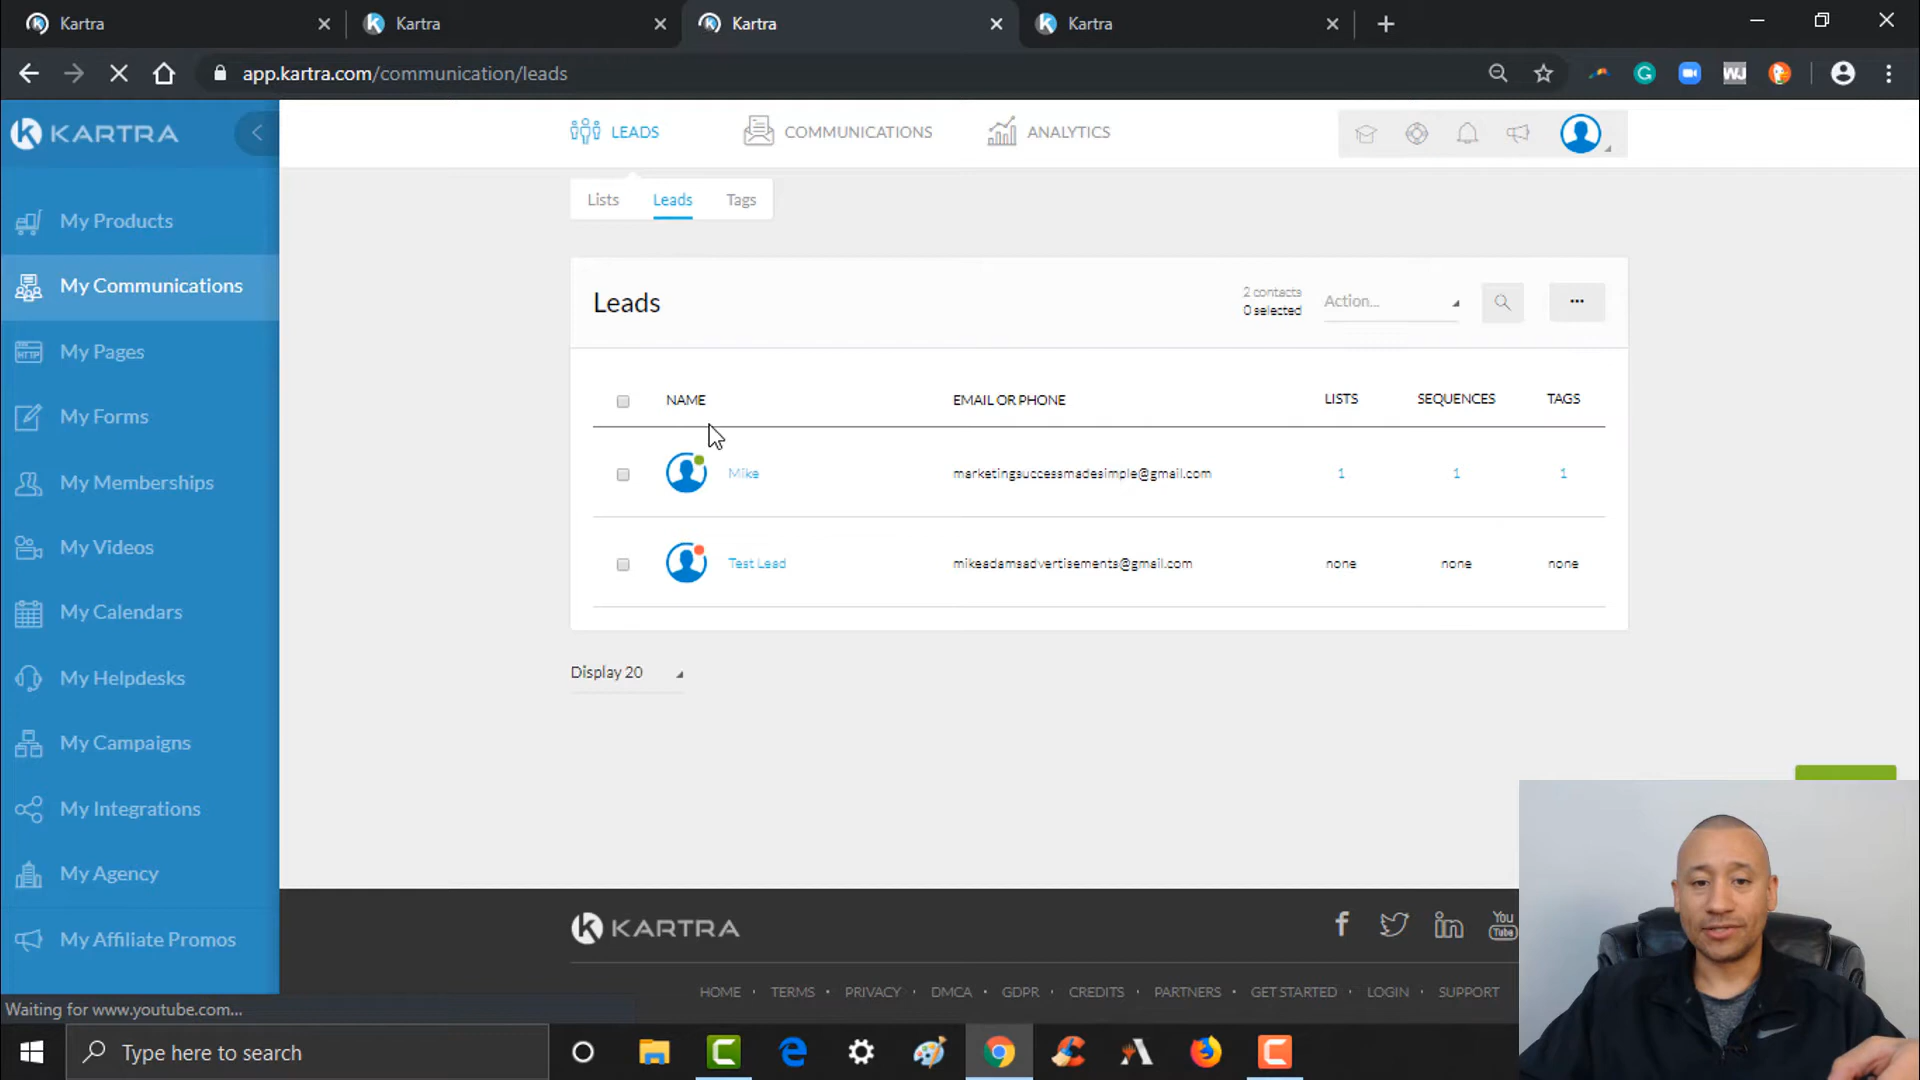 Kartra
Kartra
Kartra
Kartra
app.kartra.com/communication/leads
WJ
KARTRA
LEADS
COMMUNICATIONS
ANALYTICS
My Products
My Communications
My Pages
HTTP
My Forms
My Memberships
My Videos
My Calendars
My Helpdesks
My Campaigns
My Integrations
My Agency
My Affiliate Promos
Lists
Leads
Tags
Leads
2 contacts
0 selected
Action...
NAME
EMAIL OR PHONE
LISTS
SEQUENCES
TAGS
Mike
marketingsuccessmadesimple@gmail.com
1
1
1
Test Lead
mikeadamsadvertisements@gmail.com
none
none
none
Display 20
KARTRA
You
Tube
HOME • TERMS • PRIVACY • DMCA • GDPR • CREDITS • PARTNERS • GET STARTED • LOGIN • SUPPORT
Waiting for www.youtube.com...
Type here to search